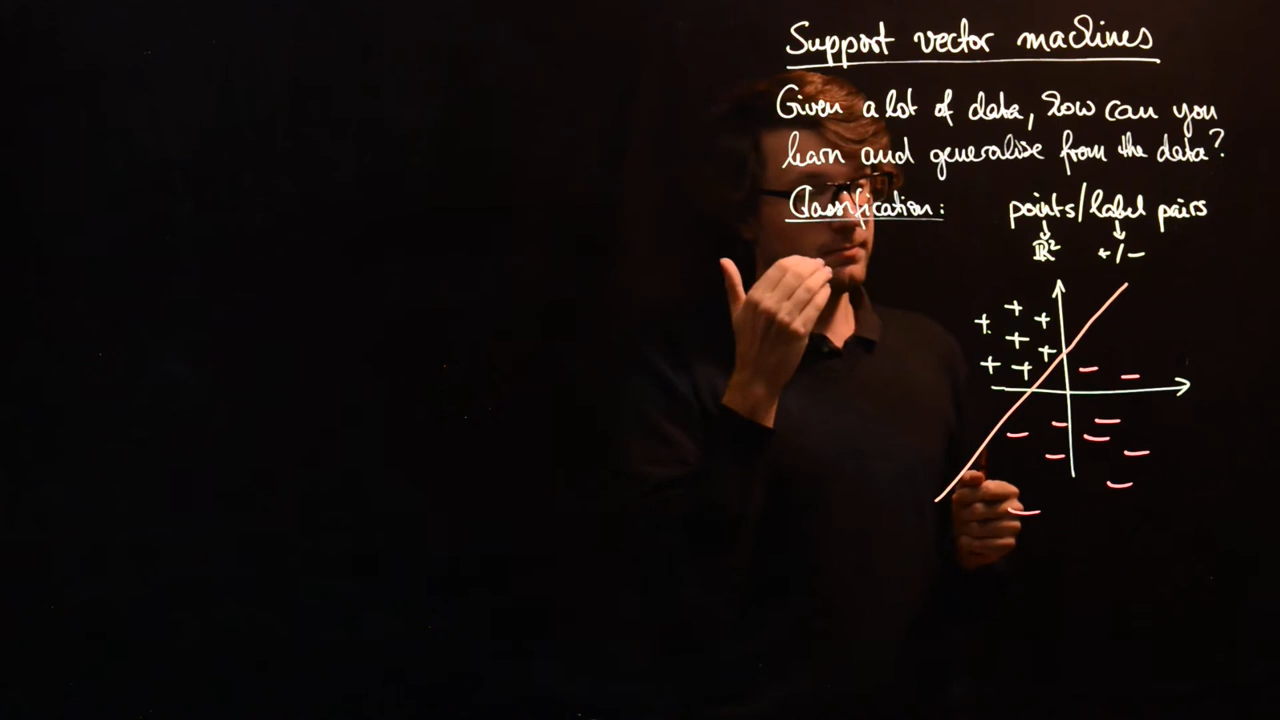 Support vector machines
Given a lot of data, how can you
learn and generalise from the data?
Classification: points/label pairs
↓ ↓
ℝ² +/−
+ + + + + + +
− − − − − − − − − −